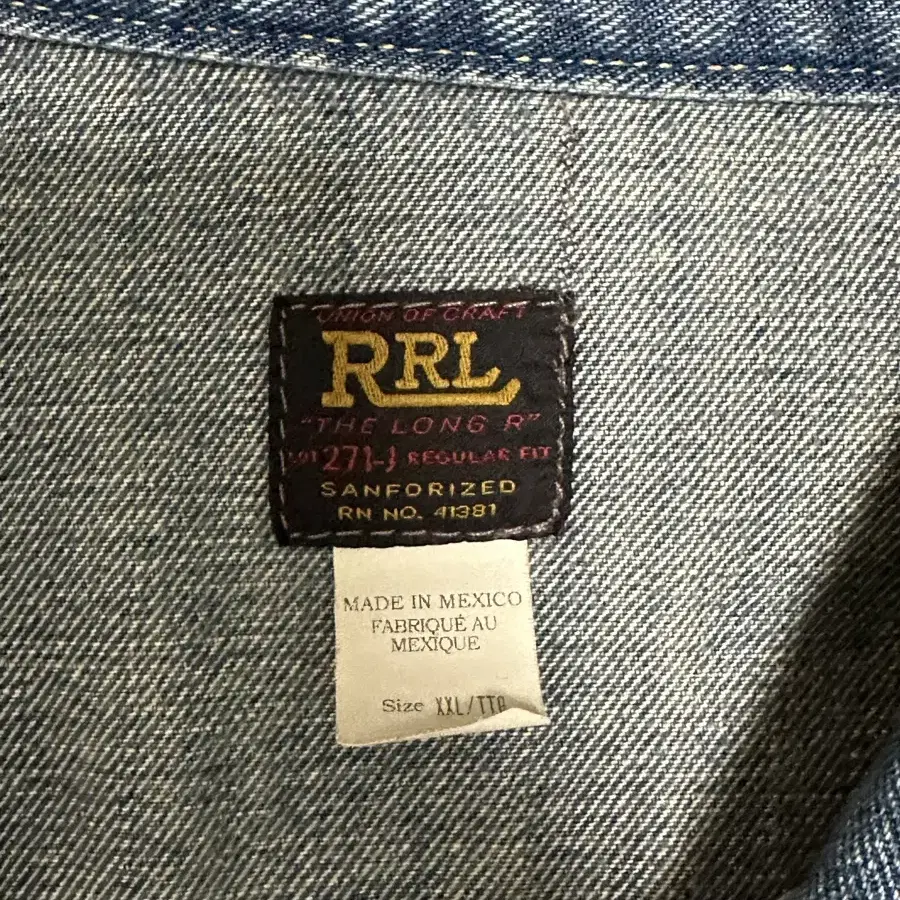 UNION OF CRAFT
RRL
"THE LONG R"
LOT 271-J REGULAR FIT
SANFORIZED
RN NO. 41381
MADE IN MEXICO
FABRIQUÉ AU
MEXIQUE
Size XXL/TTG